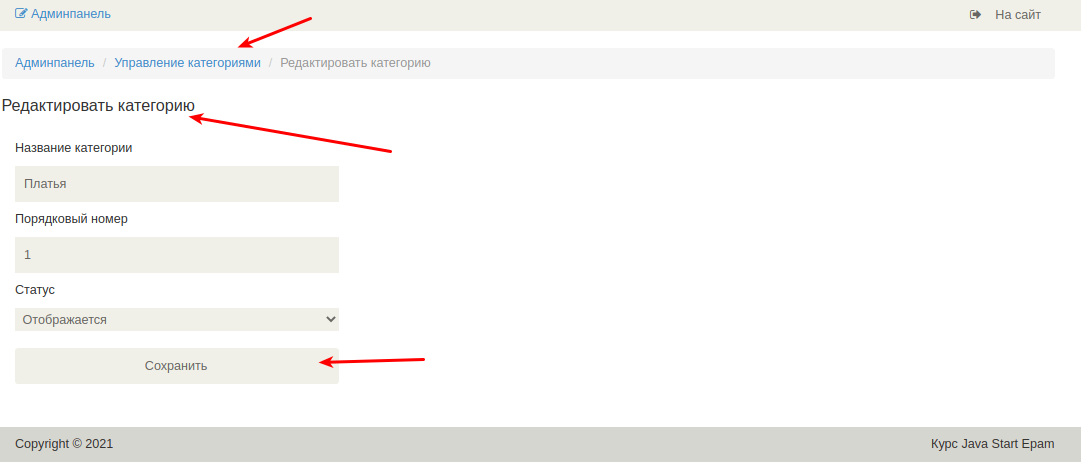 Админпанель На сайт
Админпанель / Управление категориями / Редактировать категорию
Редактировать категорию
Название категории
Платья
Порядковый номер
1
Статус
Отображается
Сохранить
Copyright © 2021 Курс Java Start Epam